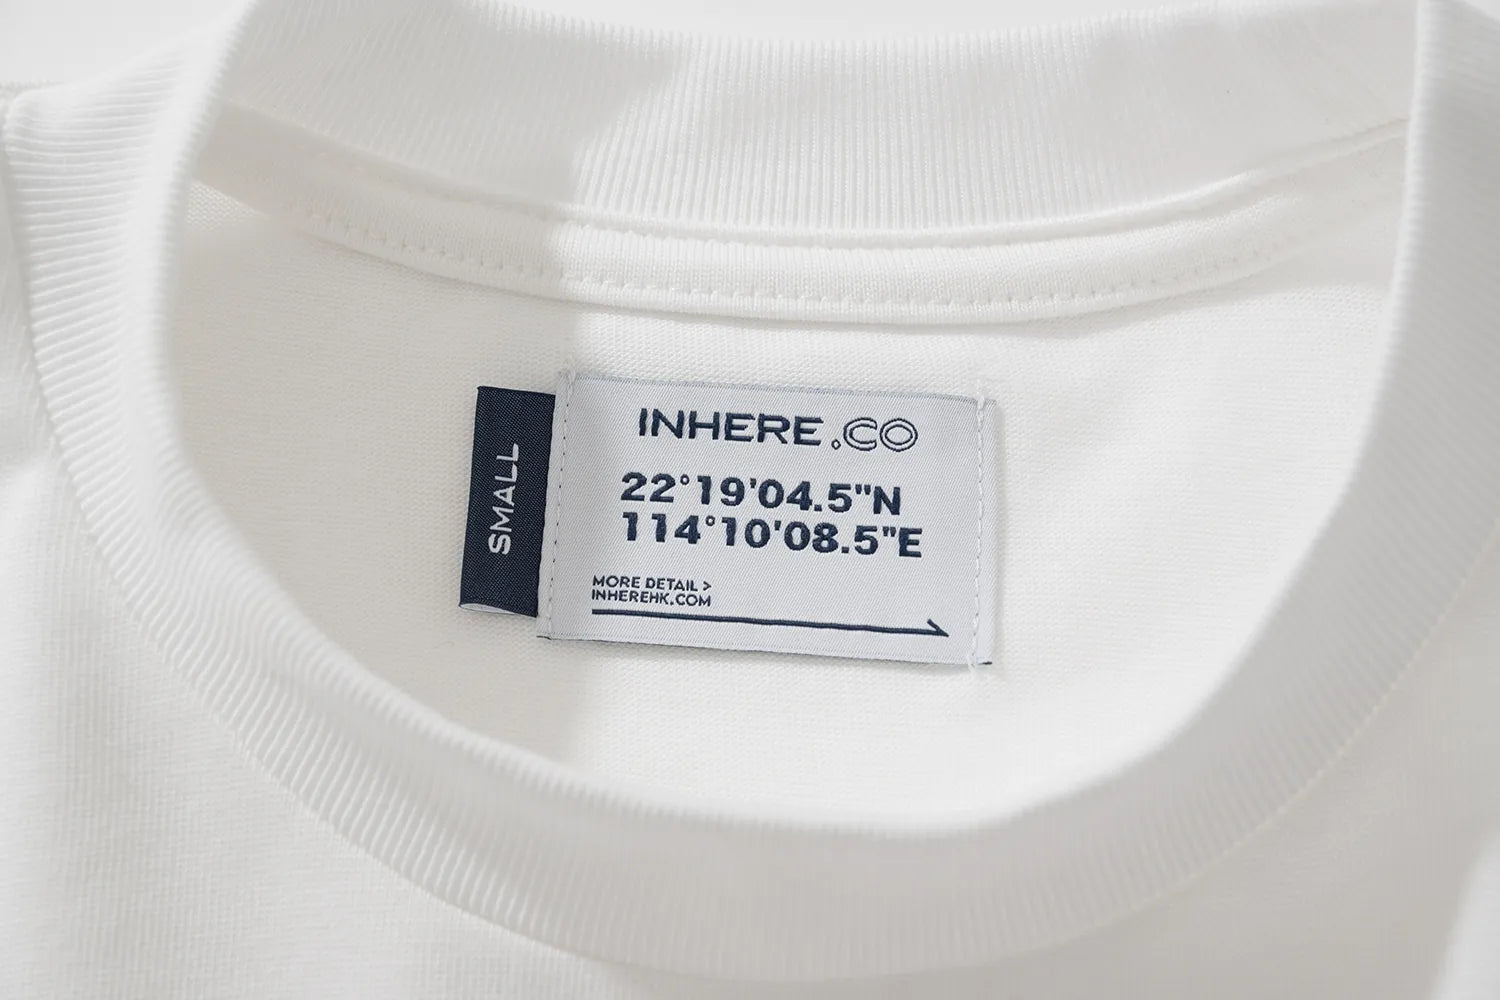 SMALL
INHERE.CO
22°19'04.5"N
114°10'08.5"E
MORE DETAIL >
INHEREHK.COM